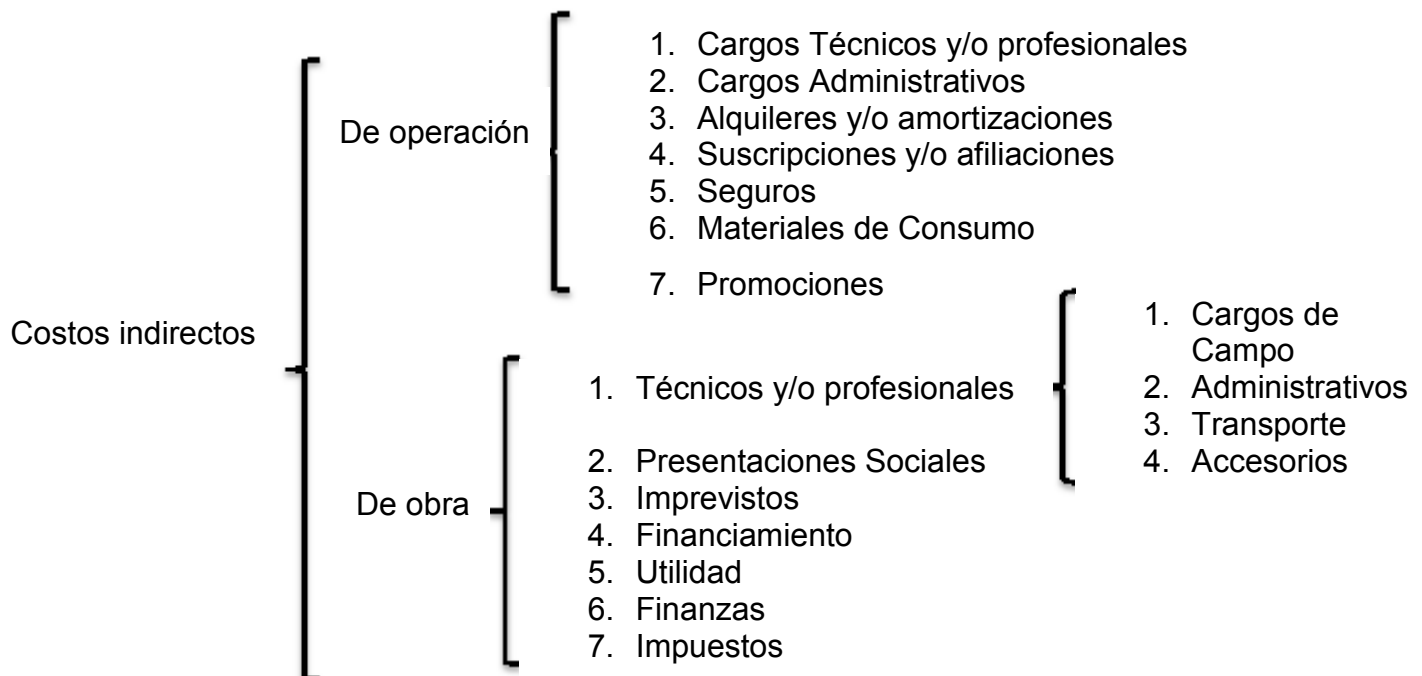 Costos indirectos
De operación
1. Cargos Técnicos y/o profesionales
2. Cargos Administrativos
3. Alquileres y/o amortizaciones
4. Suscripciones y/o afiliaciones
5. Seguros
6. Materiales de Consumo
7. Promociones
De obra
1. Técnicos y/o profesionales
1. Cargos de
Campo
2. Administrativos
3. Transporte
4. Accesorios
2. Presentaciones Sociales
3. Imprevistos
4. Financiamiento
5. Utilidad
6. Finanzas
7. Impuestos